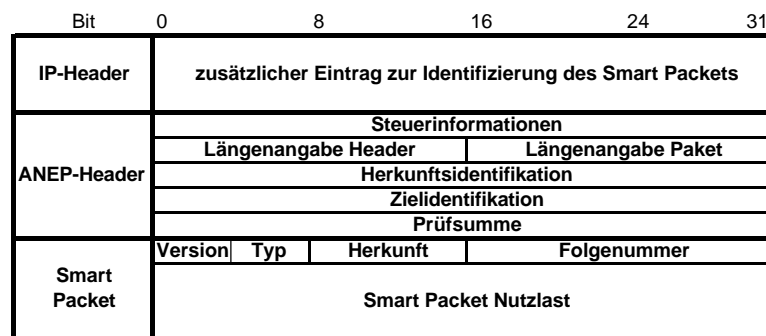 Bit 0 8 16 24 31
IP-Header zusätzlicher Eintrag zur Identifizierung des Smart Packets
Steuerinformationen
Längenangabe Header Längenangabe Paket
ANEP-Header Herkunftsidentifikation
Zielidentifikation
Prüfsumme
Version Typ Herkunft Folgenummer
Smart
Packet Smart Packet Nutzlast